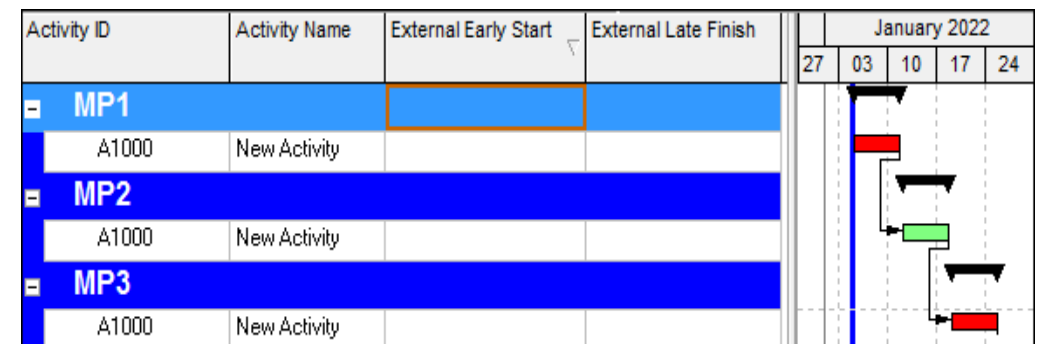 Activity ID Activity Name External Early Start External Late Finish January 2022
27 03 10 17 24
MP1
A1000 New Activity
MP2
A1000 New Activity
MP3
A1000 New Activity